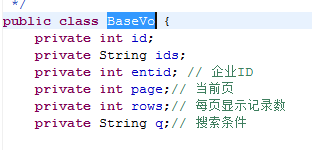 */
public class BaseVo {
private int id;
private String ids;
private int entid; // 企业ID
private int page;// 当前页
private int rows;// 每页显示记录数
private String q;// 搜索条件